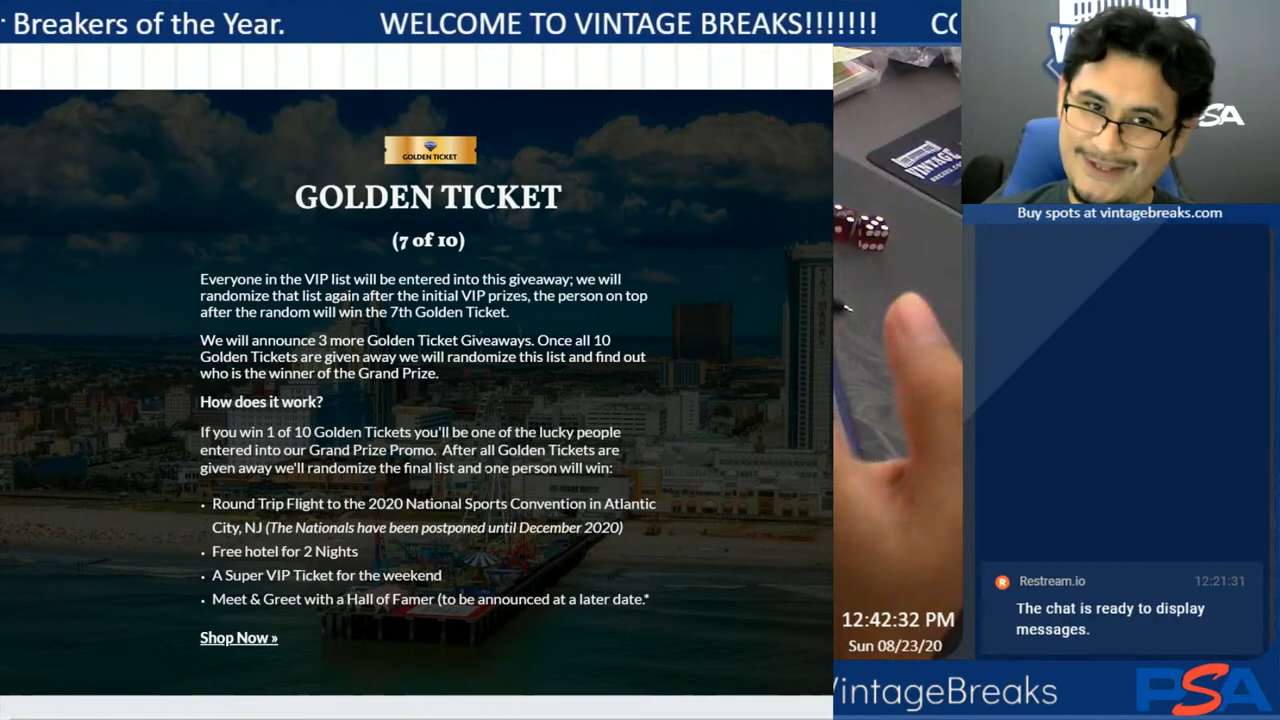 Breakers of the Year. WELCOME TO VINTAGE BREAKS!!!!!!!
GOLDEN TICKET
GOLDEN TICKET
(7 of 10)
Everyone in the VIP list will be entered into this giveaway; we will
randomize that list again after the initial VIP prizes, the person on top
after the random will win the 7th Golden Ticket.
We will announce 3 more Golden Ticket Giveaways. Once all 10
Golden Tickets are given away we will randomize this list and find out
who is the winner of the Grand Prize.
How does it work?
If you win 1 of 10 Golden Tickets you'll be one of the lucky people
entered into our Grand Prize Promo. After all Golden Tickets are
given away we'll randomize the final list and one person will win:
• Round Trip Flight to the 2020 National Sports Convention in Atlantic
City, NJ (The Nationals have been postponed until December 2020)
• Free hotel for 2 Nights
• A Super VIP Ticket for the weekend
• Meet & Greet with a Hall of Famer (to be announced at a later date.*
Shop Now »
VINTAGE
SA
Buy spots at vintagebreaks.com
Restream.io 12:21:31
The chat is ready to display
messages.
12:42:32 PM
Sun 08/23/20
VintageBreaks
PSA